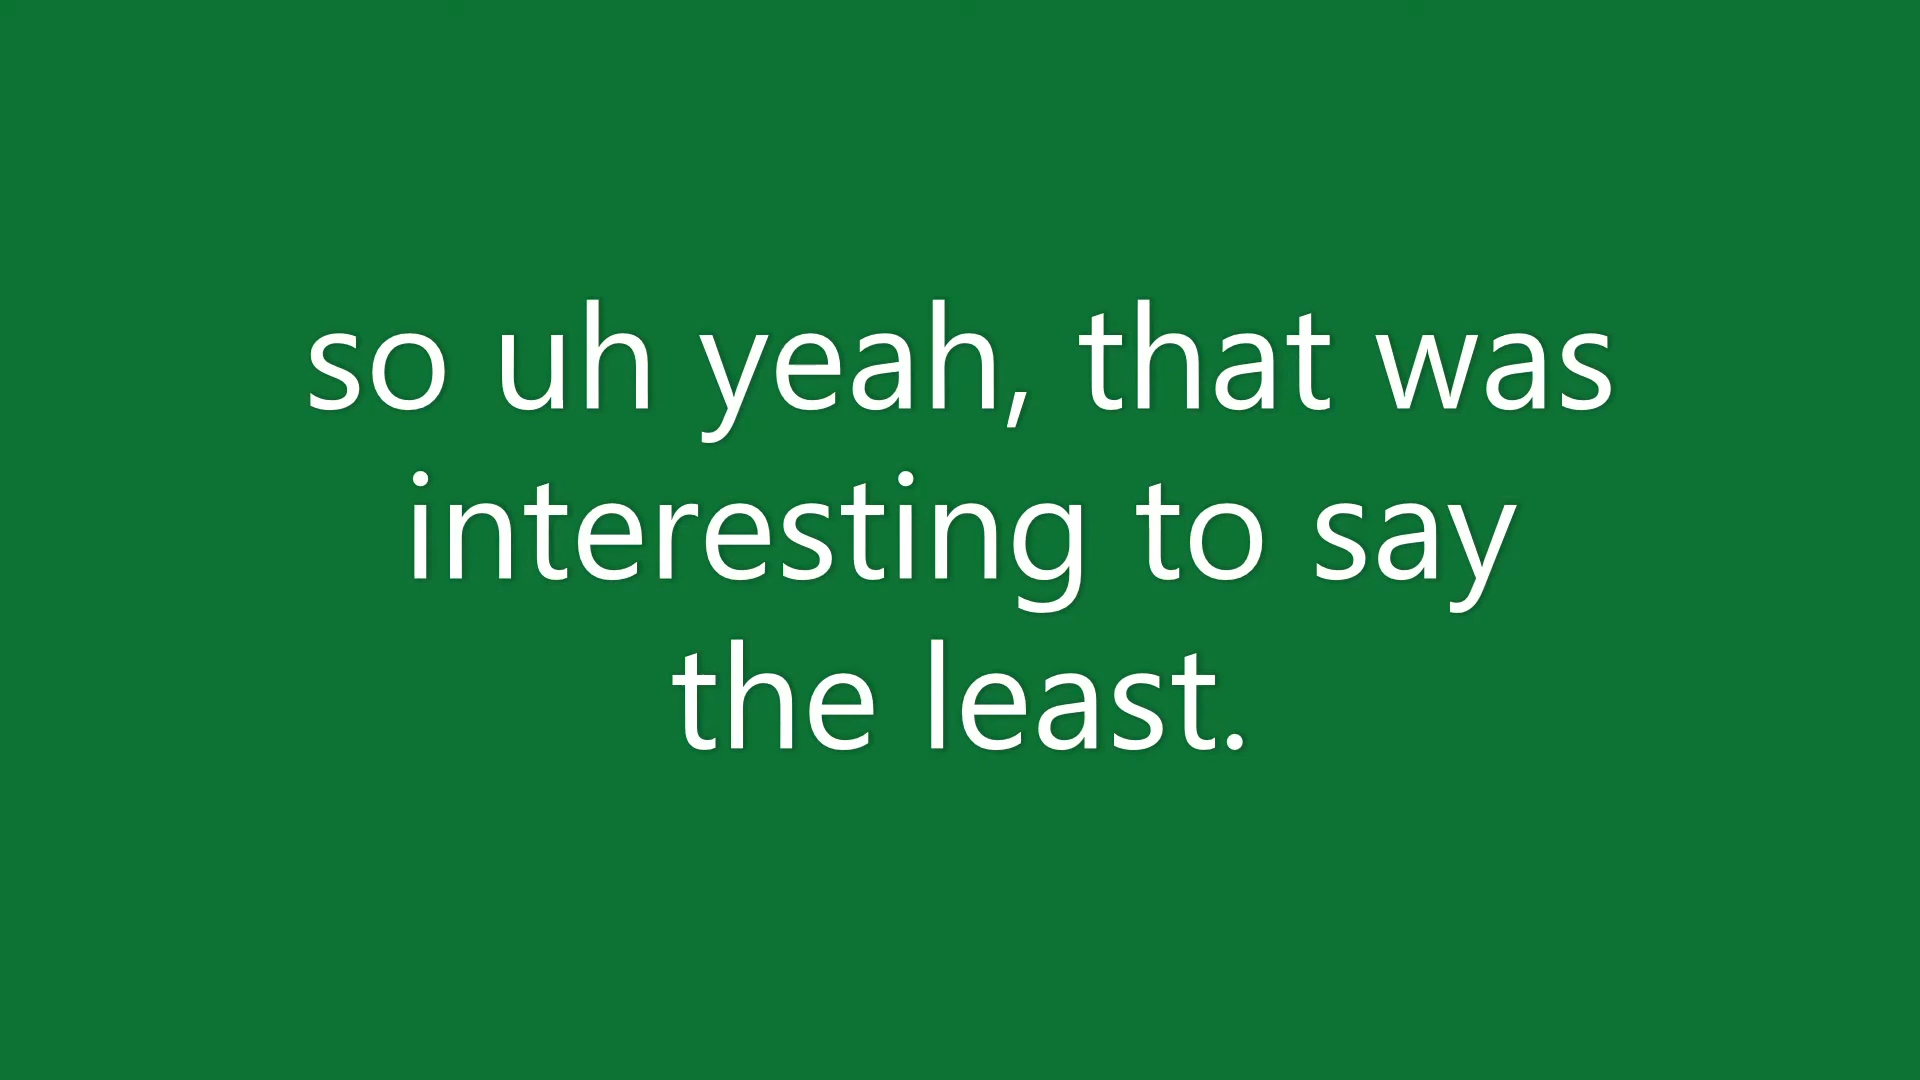 so uh yeah, that was
interesting to say
the least.